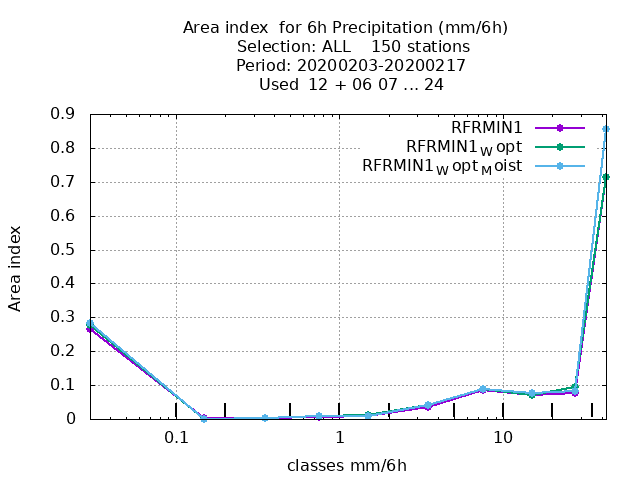 Area index  for 6h Precipitation (mm/6h)
Selection: ALL    150 stations
Period: 20200203-20200217
Used  12 + 06 07 ... 24
RFRMIN1
RFRMIN1Wopt
RFRMIN1WoptMoist
0.9
0.8
0.7
0.6
0.5
0.4
0.3
0.2
0.1
0
Area index
0.1
1
10
classes mm/6h